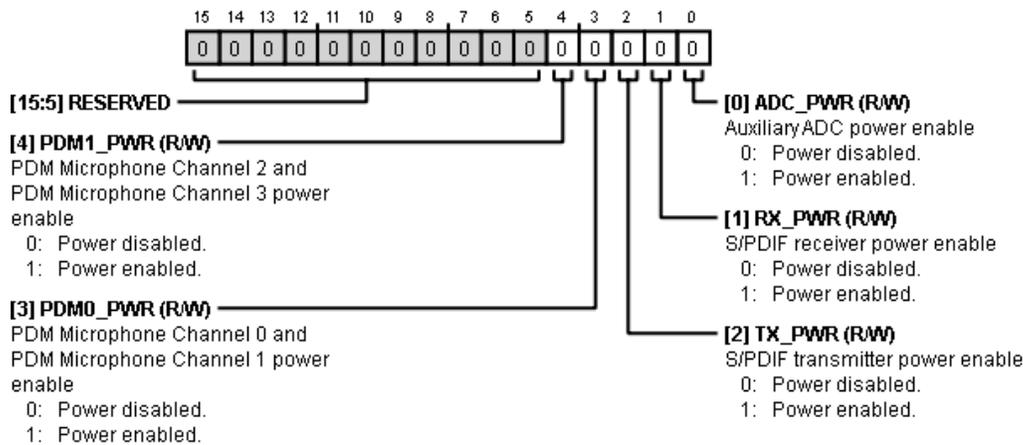 15 14 13 12 11 10 9 8 7 6 5 4 3 2 1 0
0 0 0 0 0 0 0 0 0 0 0 0 0 0 0 0
[15:5] RESERVED
[4] PDM1_PWR (R/W)
PDM Microphone Channel 2 and
PDM Microphone Channel 3 power
enable
0: Power disabled.
1: Power enabled.
[3] PDM0_PWR (R/W)
PDM Microphone Channel 0 and
PDM Microphone Channel 1 power
enable
0: Power disabled.
1: Power enabled.
[0] ADC_PWR (R/W)
Auxiliary ADC power enable
0: Power disabled.
1: Power enabled.
[1] RX_PWR (R/W)
S/PDIF receiver power enable
0: Power disabled.
1: Power enabled.
[2] TX_PWR (R/W)
S/PDIF transmitter power enable
0: Power disabled.
1: Power enabled.